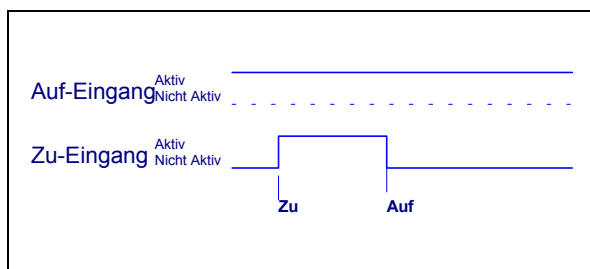 Auf-Eingang Aktiv
Nicht Aktiv
Zu-Eingang Aktiv
Nicht Aktiv
Zu Auf